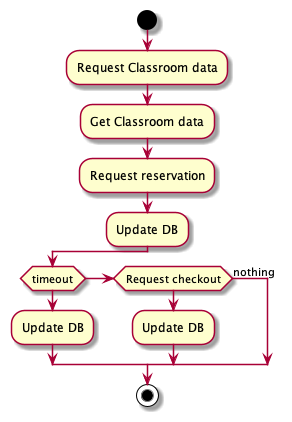 Request Classroom data
Get Classroom data
Request reservation
Update DB
timeout
Request checkout
nothing
Update DB
Update DB